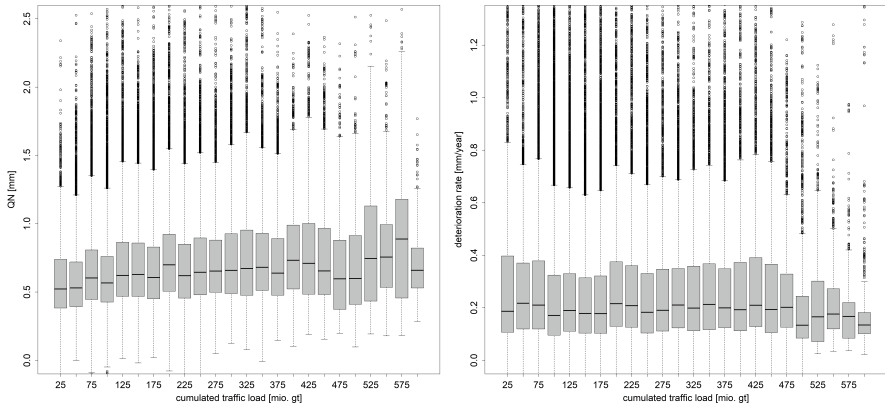 QN [mm]
2.5
2.0
1.5
1.0
0.5
0.0
25 75 125 175 225 275 325 375 425 475 525 575
cumulated traffic load [mio. gt]
deterioration rate [mm/year]
1.2
1.0
0.8
0.6
0.4
0.2
0.0
25 75 125 175 225 275 325 375 425 475 525 575
cumulated traffic load [mio. gt]